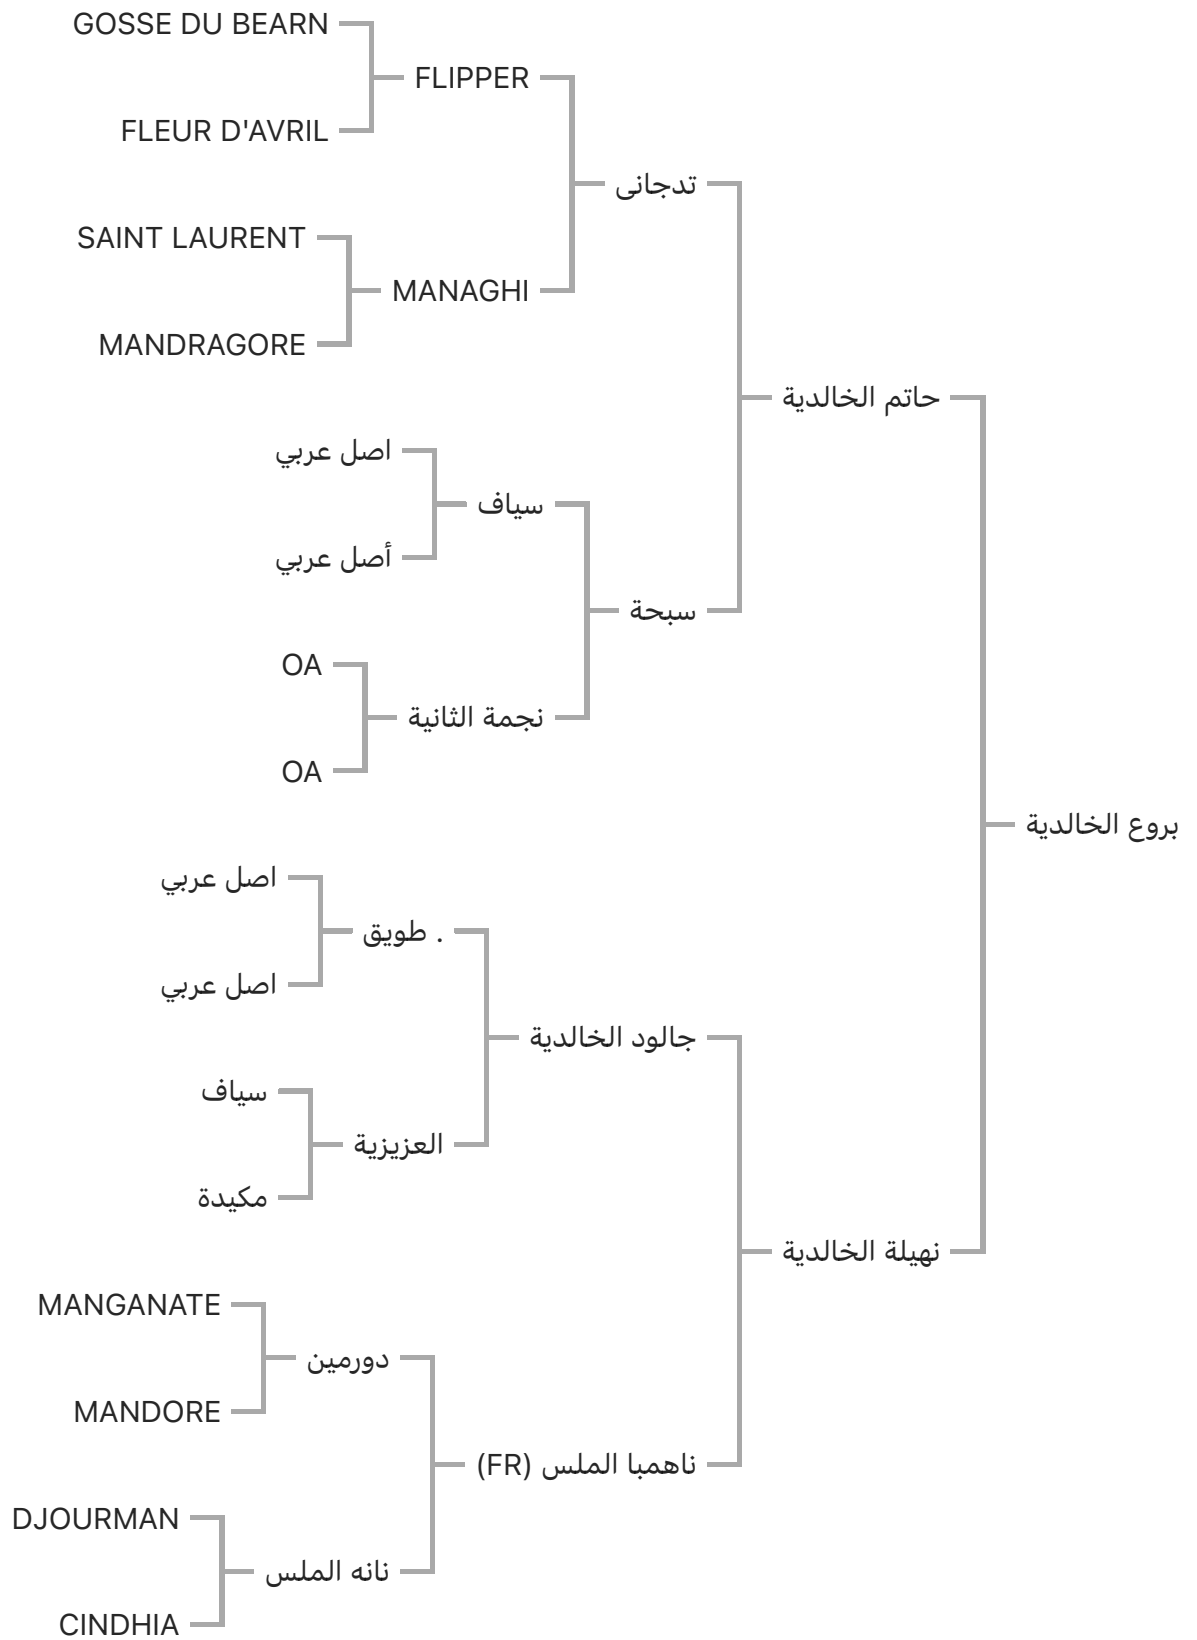 GOSSE DU BEARN
FLIPPER
FLEUR D'AVRIL
تدجانى
SAINT LAURENT
MANAGHI
MANDRAGORE
حاتم الخالدية
اصل عربي
سياف
أصل عربي
سبحة
OA
نجمة الثانية
OA
بروع الخالدية
اصل عربي
. طويق
اصل عربي
جالود الخالدية
سياف
العزيزية
مكيدة
نهيلة الخالدية
MANGANATE
دورمين
MANDORE
ناهمبا الملس (FR)
DJOURMAN
نانه الملس
CINDHIA